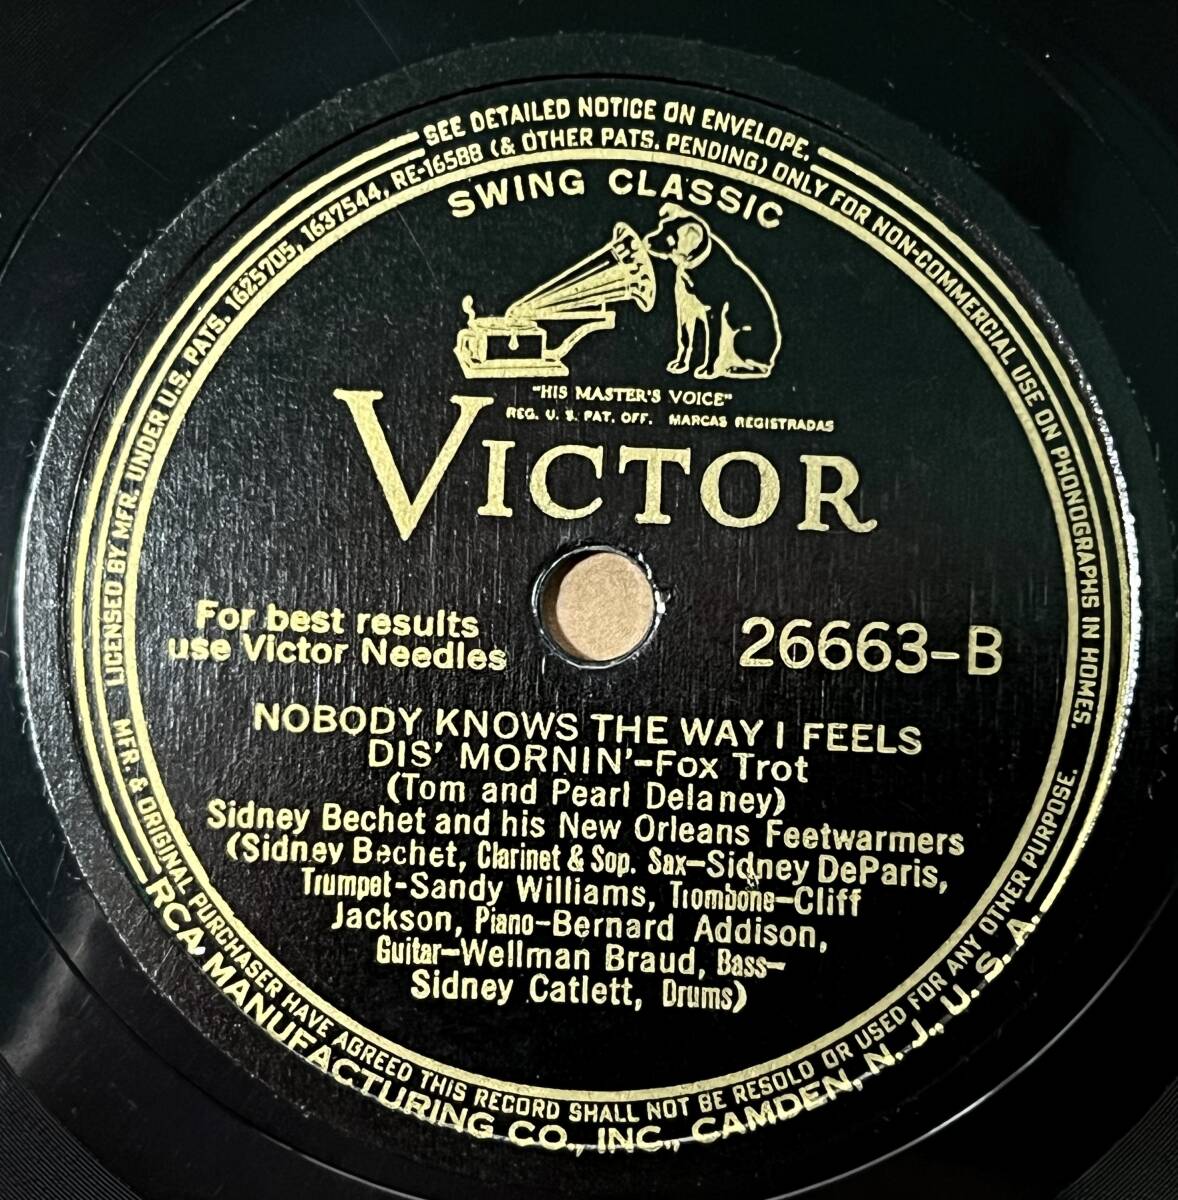 SEE DETAILED NOTICE ON ENVELOPE.
LICENSED BY MFR. UNDER U.S. PATS. 1625705, 1637544, RE-16588 (& OTHER PATS. PENDING) ONLY FOR NON-COMMERCIAL USE ON PHONOGRAPHS IN HOMES.
SWING CLASSIC
"HIS MASTER'S VOICE"
REG. U. S. PAT. OFF. MARCAS REGISTRADAS
VICTOR
For best results
use Victor Needles
26663-B
NOBODY KNOWS THE WAY I FEELS
DIS' MORNIN'-Fox Trot
(Tom and Pearl Delaney)
Sidney Bechet and his New Orleans Feetwarmers
(Sidney Bechet, Clarinet & Sop. Sax-Sidney DeParis,
Trumpet-Sandy Williams, Trombone-Cliff
Jackson, Piano-Bernard Addison,
Guitar-Wellman Braud, Bass-
Sidney Catlett, Drums)
MFR. & ORIGINAL PURCHASER HAVE AGREED THIS RECORD SHALL NOT BE RESOLD OR USED FOR ANY OTHER PURPOSE.
RCA MANUFACTURING CO., INC., CAMDEN, N. J., U. S. A.